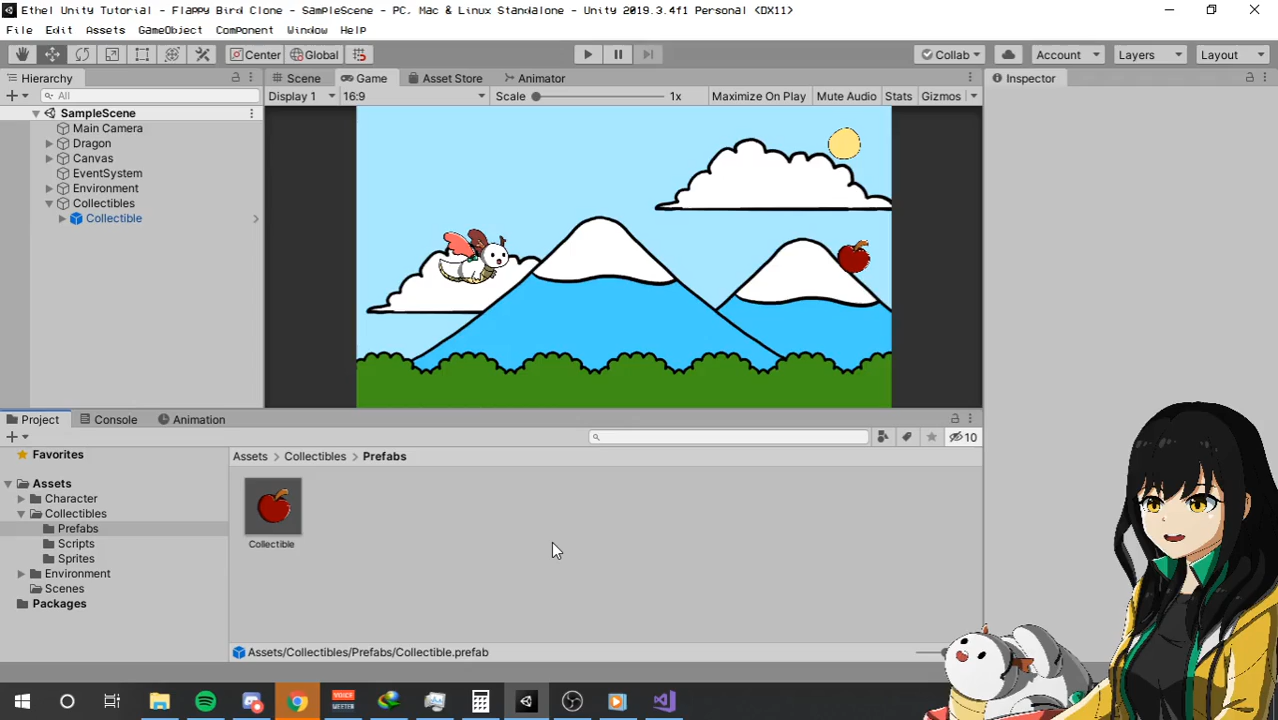 Ethel Unity Tutorial - Flappy Bird Clone - SampleScene - PC, Mac & Linux Standalone - Unity 2019.3.4f1 Personal <DX11>
File Edit Assets GameObject Component Window Help
Center Global Collab Account Layers Layout
Hierarchy Scene Game Asset Store Animator Inspector
All Display 1 16:9 Scale 1x Maximize On Play Mute Audio Stats Gizmos
SampleScene
Main Camera
Dragon
Canvas
EventSystem
Environment
Collectibles
Collectible
Project Console Animation
10
Favorites
Assets > Collectibles > Prefabs
Assets
Character
Collectibles
Prefabs
Scripts
Sprites
Environment
Scenes
Packages
Collectible
Assets/Collectibles/Prefabs/Collectible.prefab
VOICE MEETER